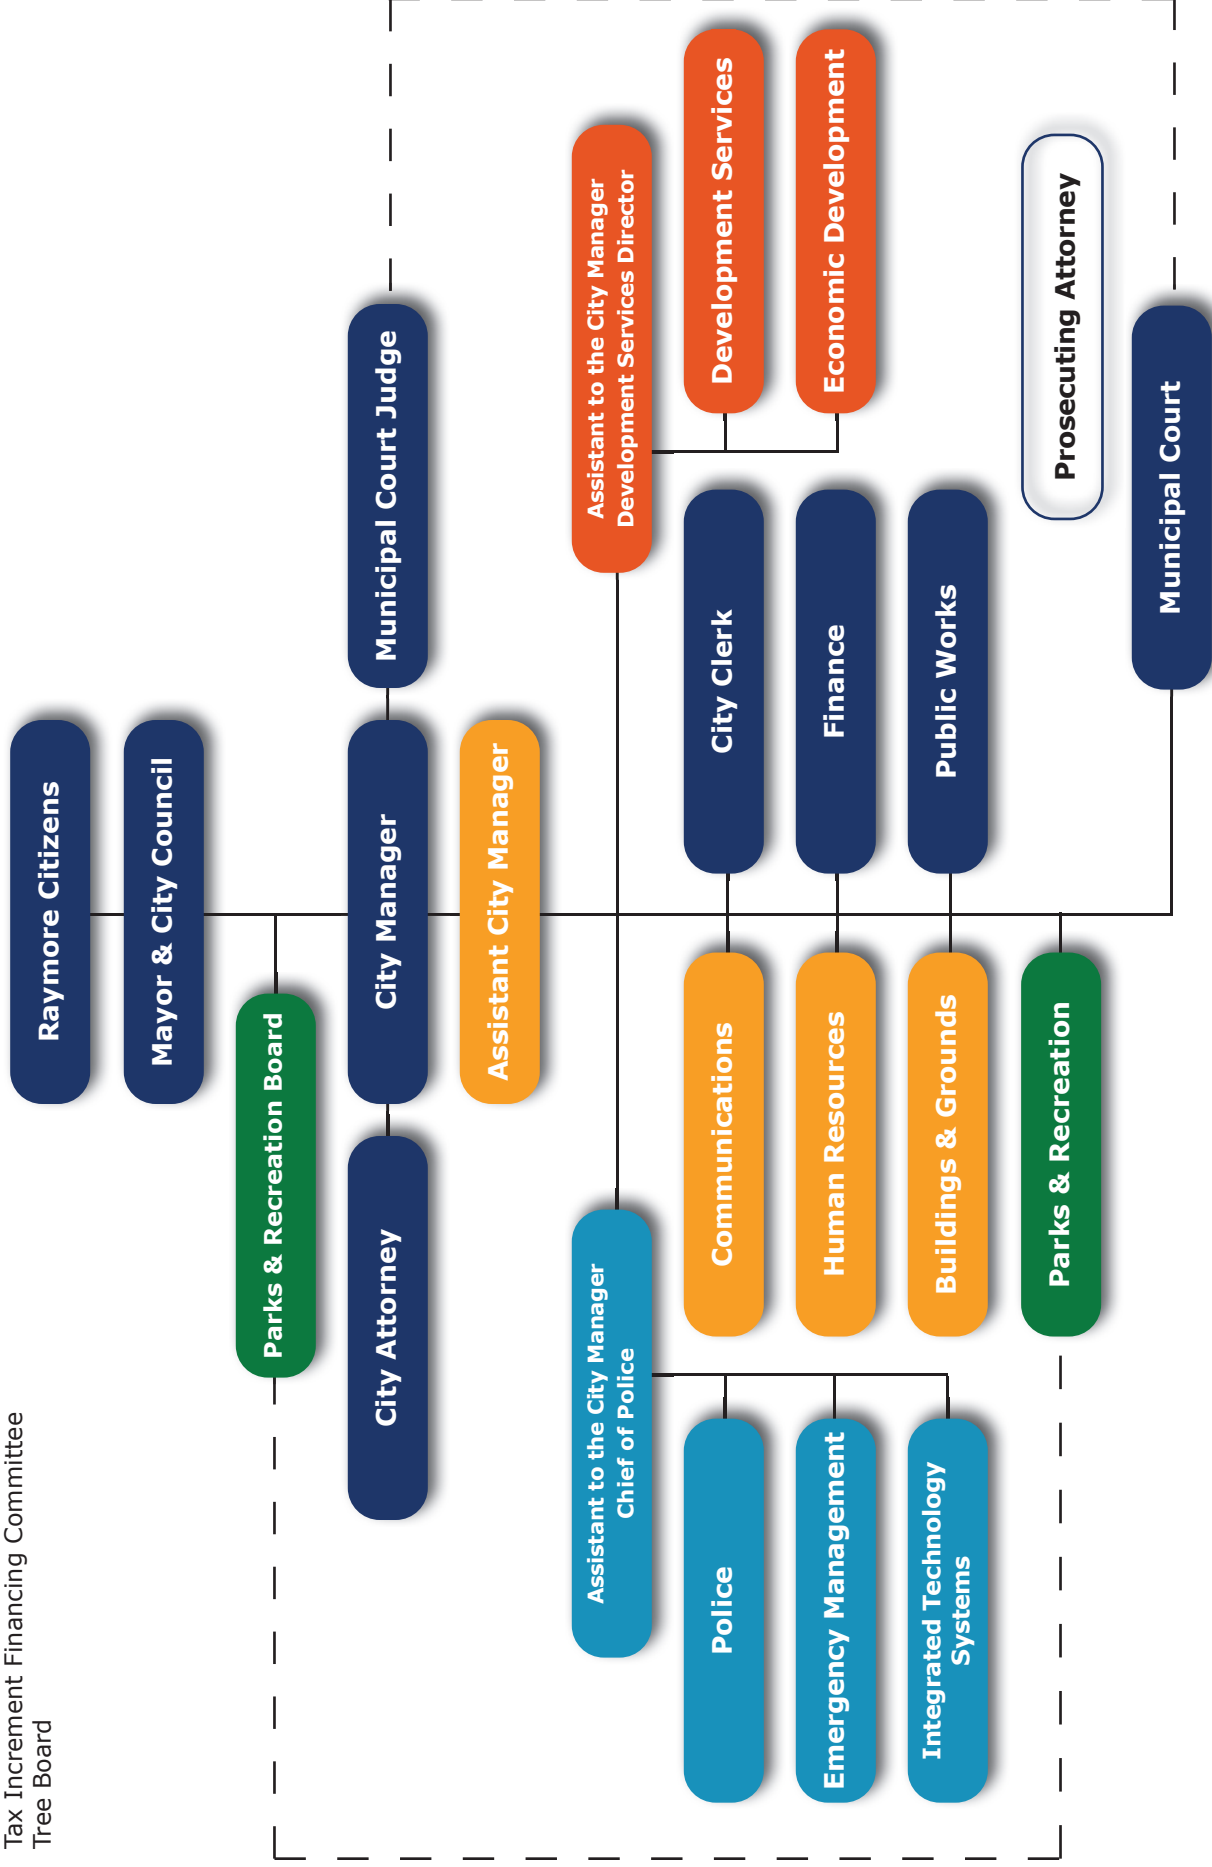 Tax Increment Financing Committee
Tree Board
Raymore Citizens
Mayor & City Council
Parks & Recreation Board
City Attorney
City Manager
Municipal Court Judge
Assistant City Manager
Assistant to the City Manager
Chief of Police
Assistant to the City Manager
Development Services Director
Police
Communications
City Clerk
Development Services
Emergency Management
Human Resources
Finance
Economic Development
Integrated Technology
Systems
Buildings & Grounds
Public Works
Parks & Recreation
Prosecuting Attorney
Municipal Court